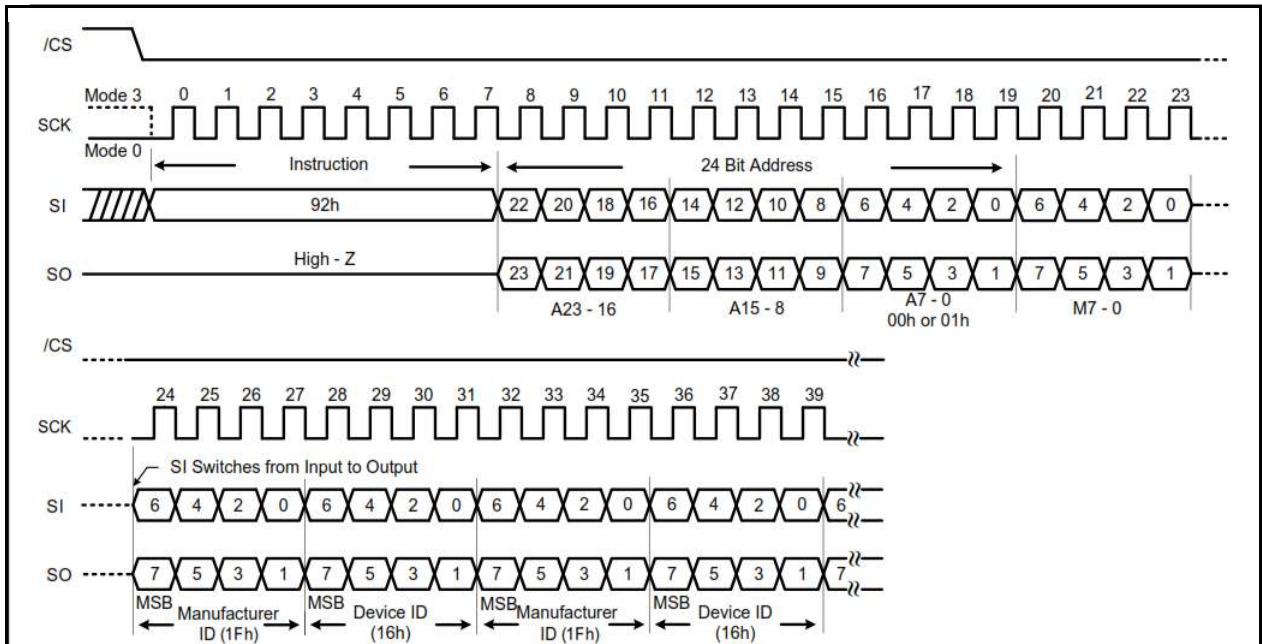 /CS
Mode 3 0 1 2 3 4 5 6 7 8 9 10 11 12 13 14 15 16 17 18 19 20 21 22 23
SCK
Mode 0
Instruction 24 Bit Address
SI 92h 22 20 18 16 14 12 10 8 6 4 2 0 6 4 2 0
High - Z
SO 23 21 19 17 15 13 11 9 7 5 3 1 7 5 3 1
A23 - 16 A15 - 8 A7 - 0 M7 - 0
00h or 01h
/CS
24 25 26 27 28 29 30 31 32 33 34 35 36 37 38 39
SCK
SI Switches from Input to Output
SI 6 4 2 0 6 4 2 0 6 4 2 0 6 4 2 0 6
SO 7 5 3 1 7 5 3 1 7 5 3 1 7 5 3 1 7
MSB MSB MSB MSB
Manufacturer Device ID Manufacturer Device ID
ID (1Fh) (16h) ID (1Fh) (16h)